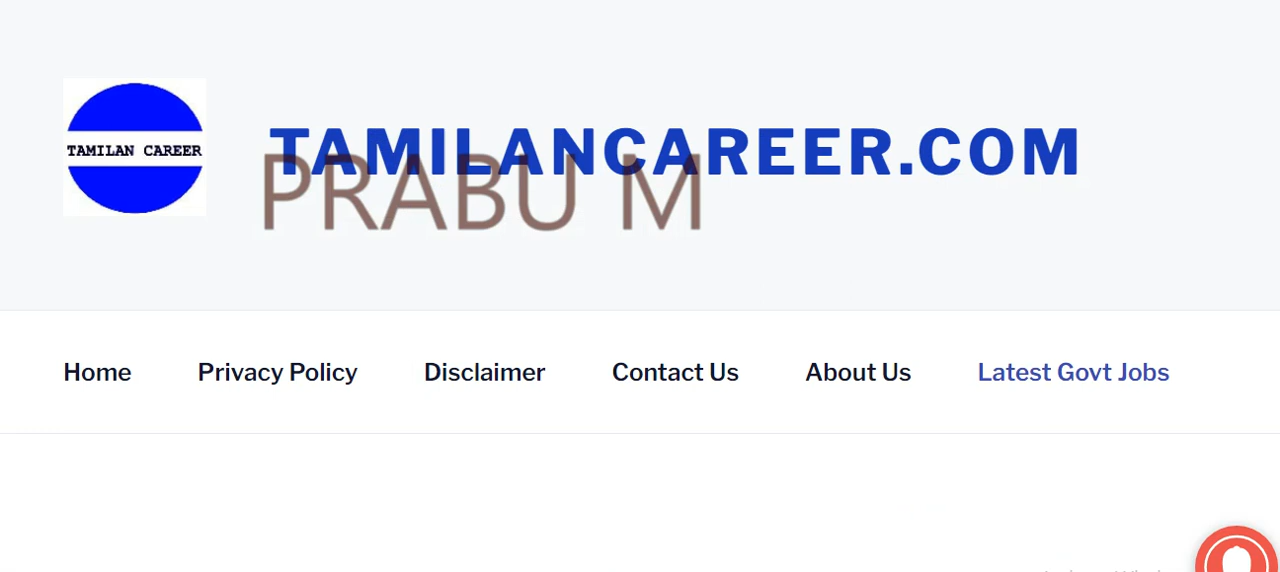 TAMILAN CAREER
TAMILANCAREER.COM
PRABU M
Home Privacy Policy Disclaimer Contact Us About Us Latest Govt Jobs